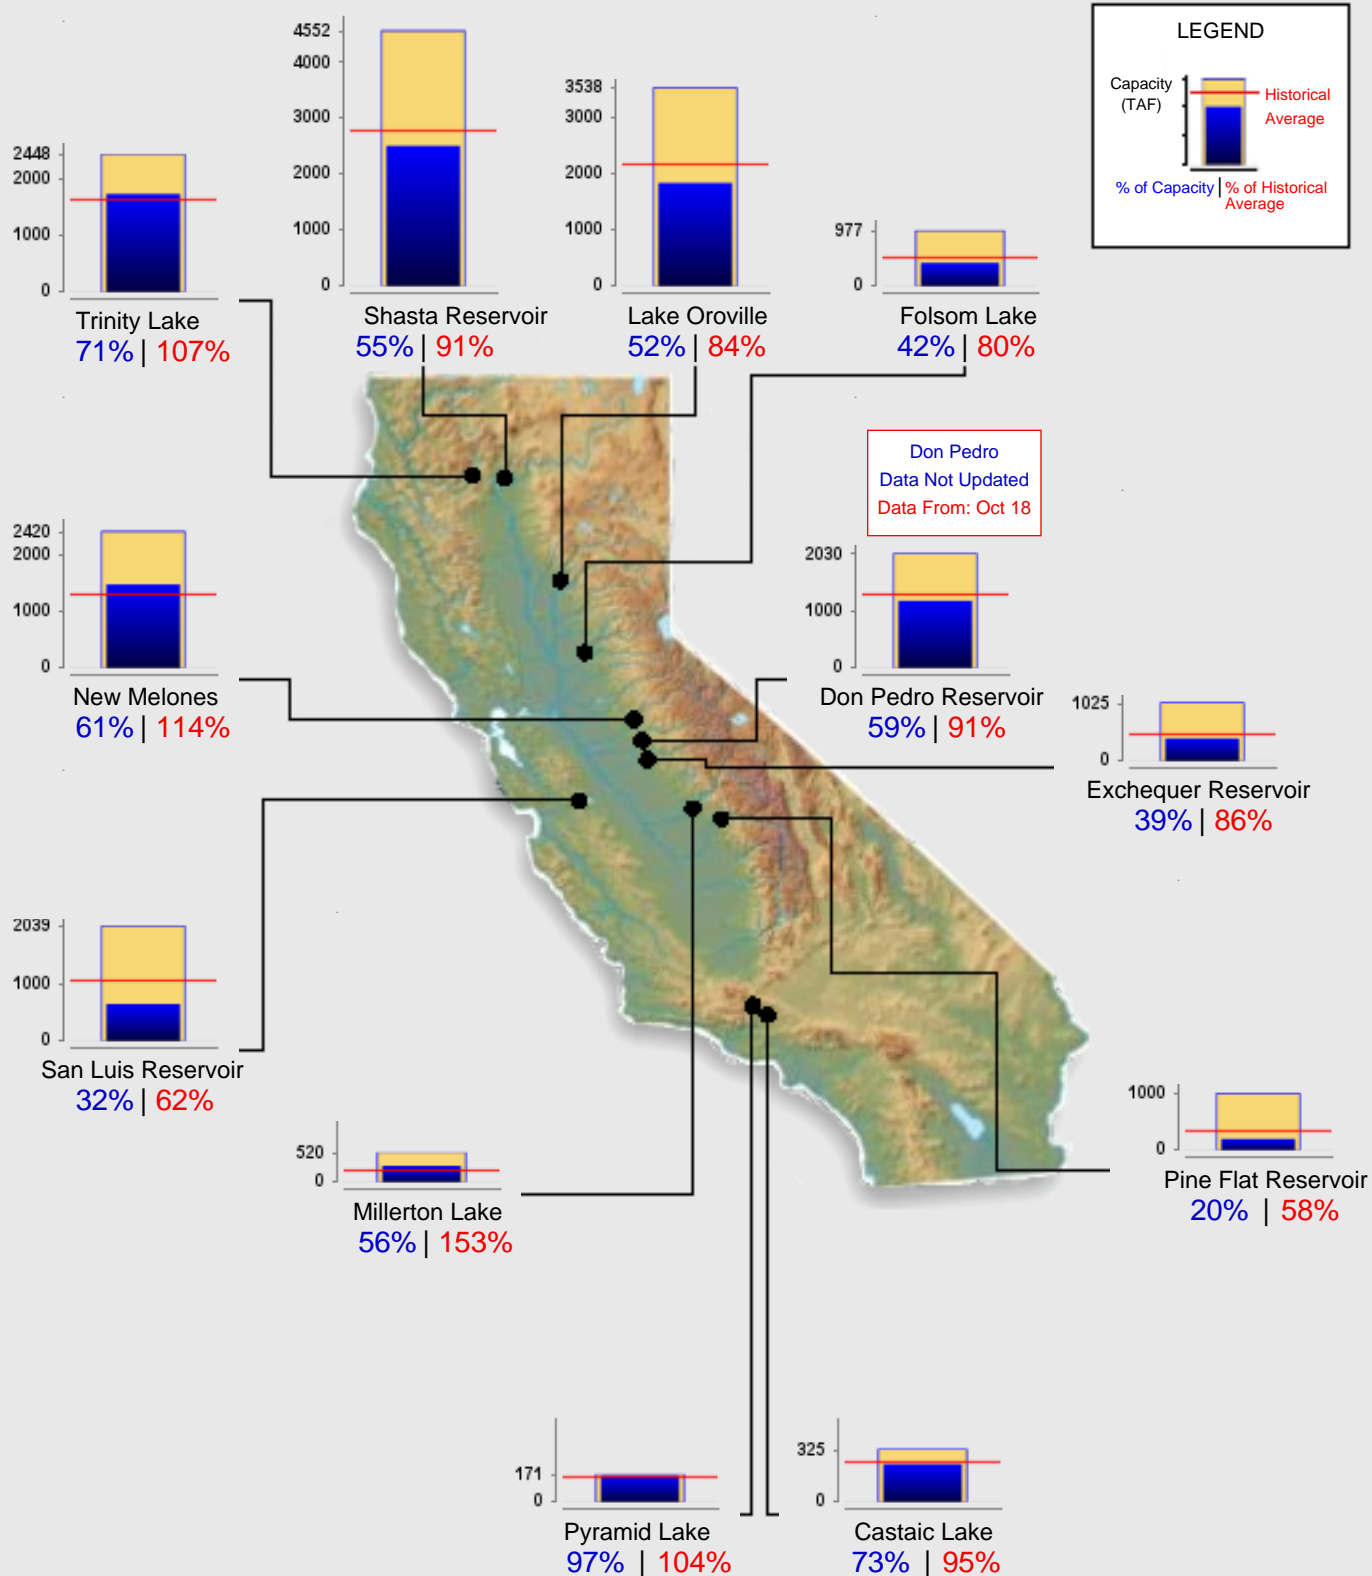 LEGEND
Capacity
(TAF)
Historical
Average
% of Capacity | % of Historical
Average
4552
4000
3000
2000
1000
0
Shasta Reservoir
55% | 91%
3538
3000
2000
1000
0
Lake Oroville
52% | 84%
2448
2000
1000
0
Trinity Lake
71% | 107%
977
0
Folsom Lake
42% | 80%
Don Pedro
Data Not Updated
Data From: Oct 18
2420
2000
1000
0
New Melones
61% | 114%
2030
1000
0
Don Pedro Reservoir
59% | 91%
1025
0
Exchequer Reservoir
39% | 86%
2039
1000
0
San Luis Reservoir
32% | 62%
520
0
Millerton Lake
56% | 153%
1000
0
Pine Flat Reservoir
20% | 58%
171
0
Pyramid Lake
97% | 104%
325
0
Castaic Lake
73% | 95%